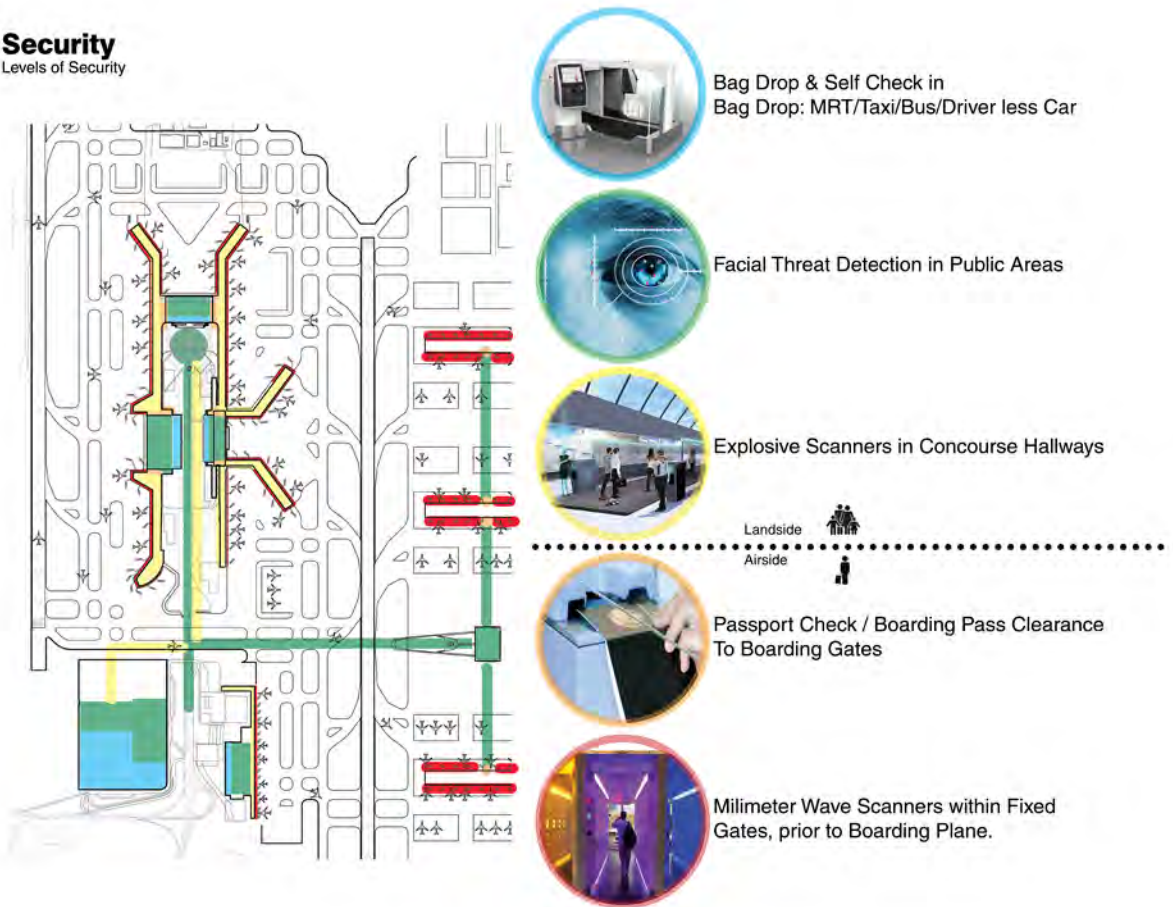 Security
Levels of Security
Bag Drop & Self Check in
Bag Drop: MRT/Taxi/Bus/Driver less Car
Facial Threat Detection in Public Areas
Explosive Scanners in Concourse Hallways
Landside
Airside
Passport Check / Boarding Pass Clearance
To Boarding Gates
Milimeter Wave Scanners within Fixed
Gates, prior to Boarding Plane.